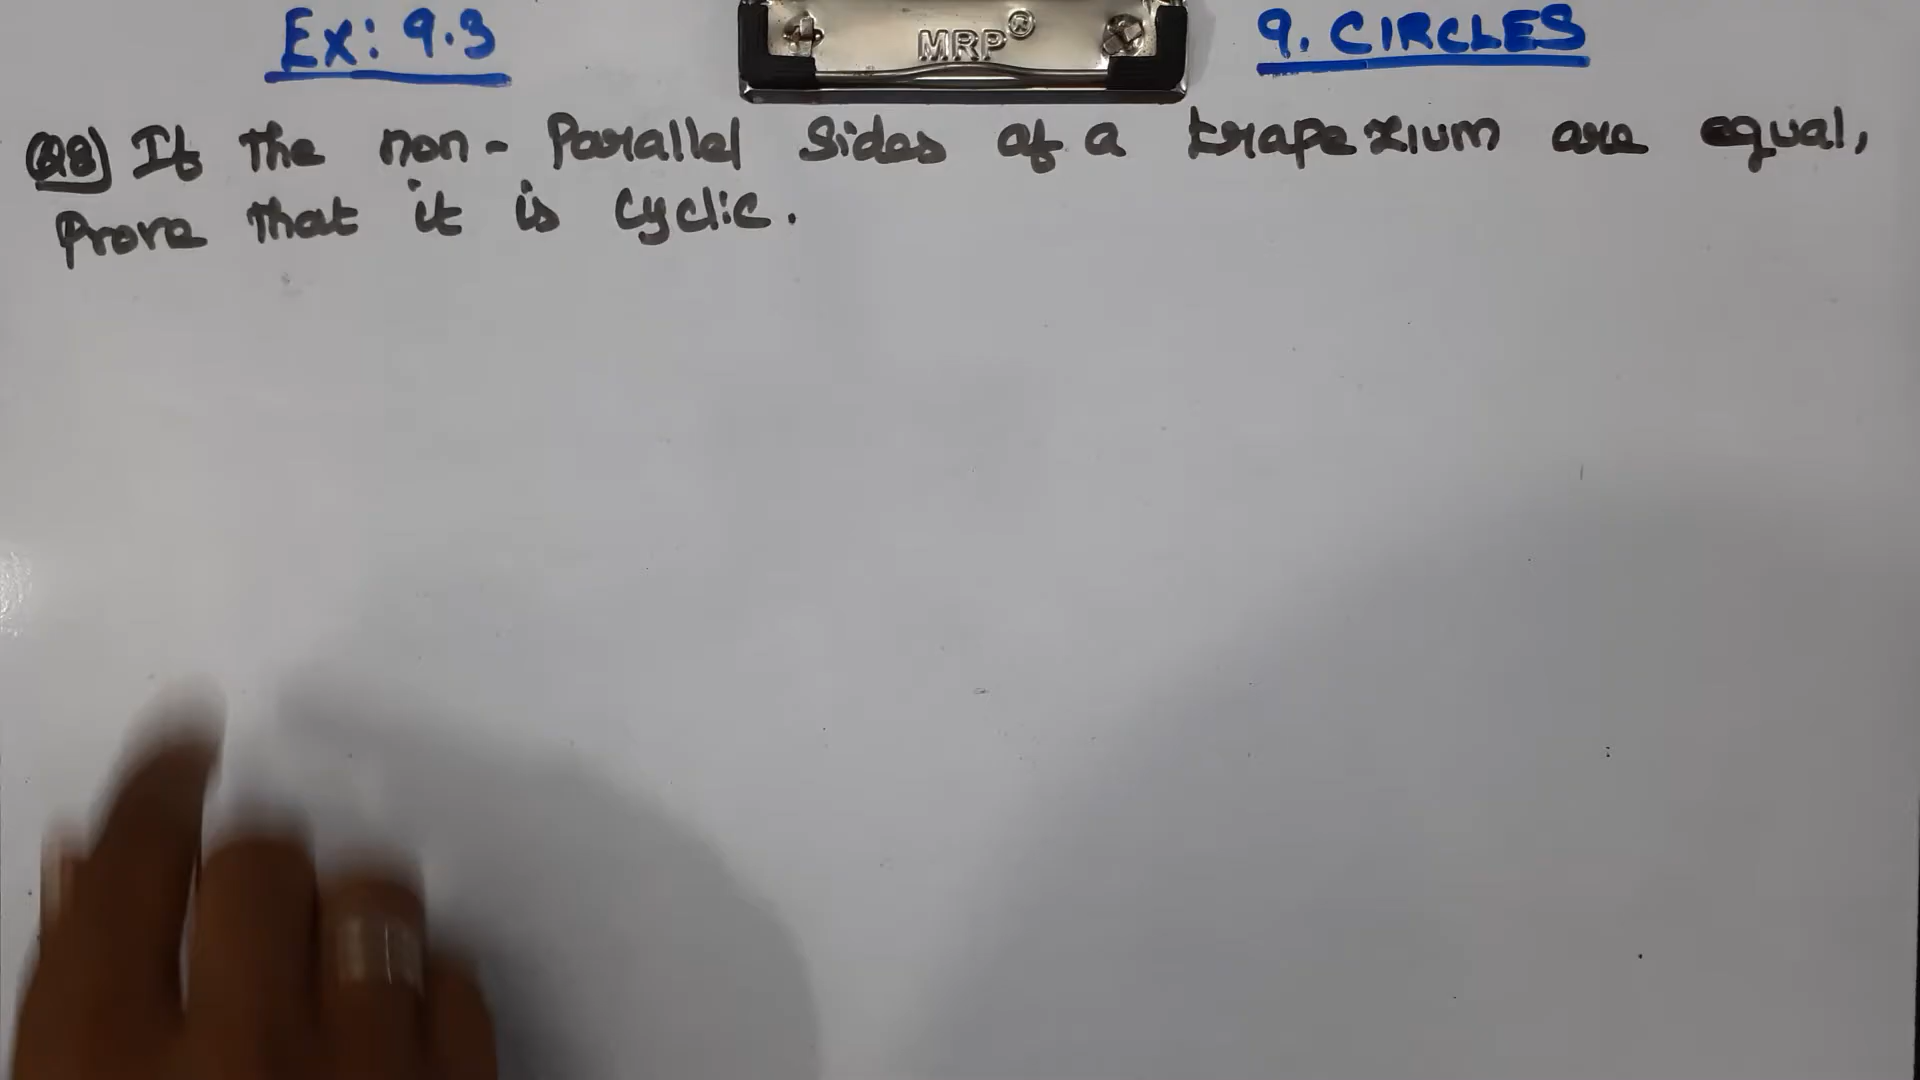 Ex: 9.3
MRP®
9. CIRCLES
Q8) If the non-Parallel Sides of a trapezium are equal,
Prove that it is cyclic.